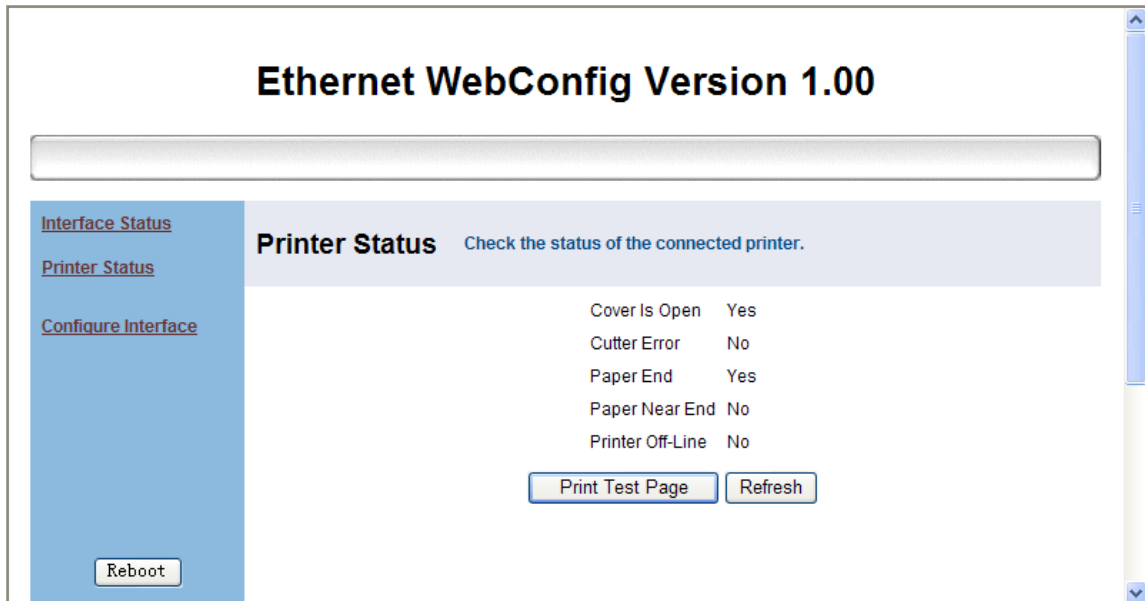 Ethernet WebConfig Version 1.00
Interface Status
Printer Status
Configure Interface
Reboot
Printer Status Check the status of the connected printer.
Cover Is Open Yes
Cutter Error No
Paper End Yes
Paper Near End No
Printer Off-Line No
Print Test Page Refresh